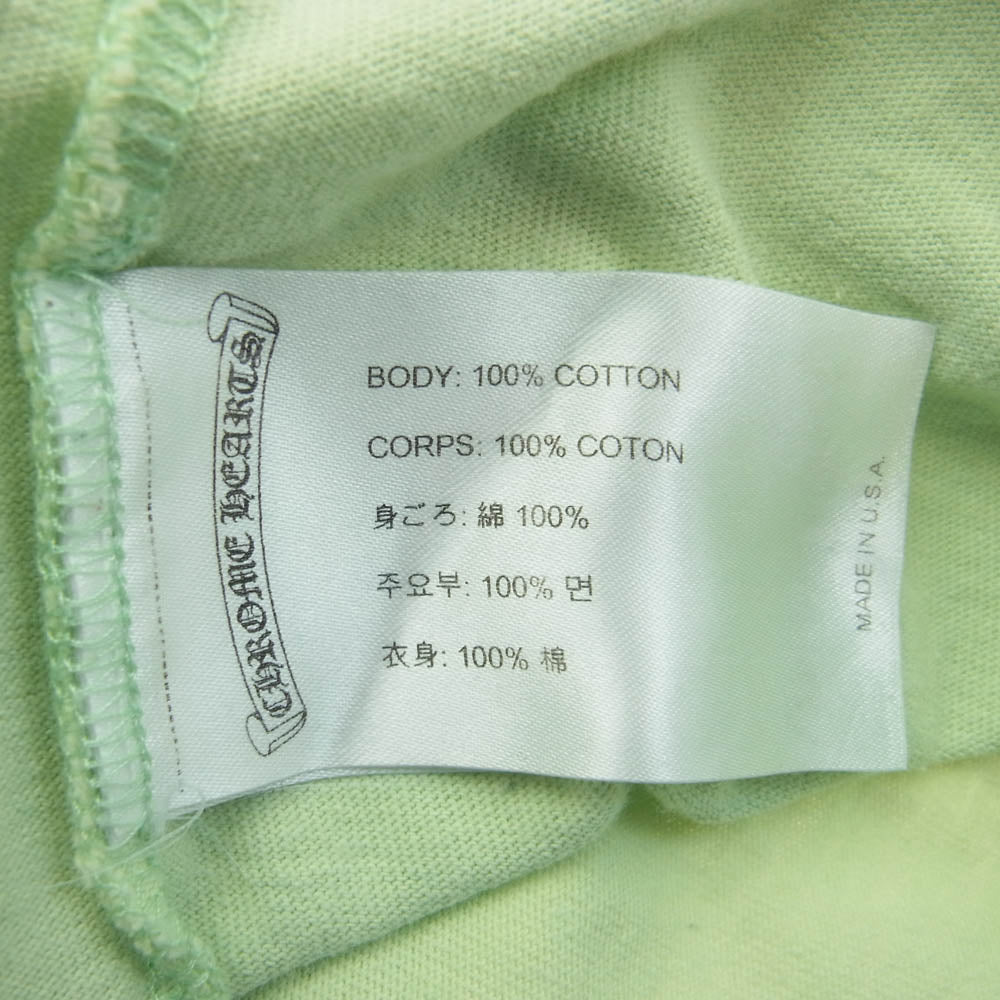 CHROME HEARTS
BODY: 100% COTTON
CORPS: 100% COTON
身ごろ: 綿 100%
주요부: 100% 면
衣身: 100% 棉
MADE IN U.S.A.